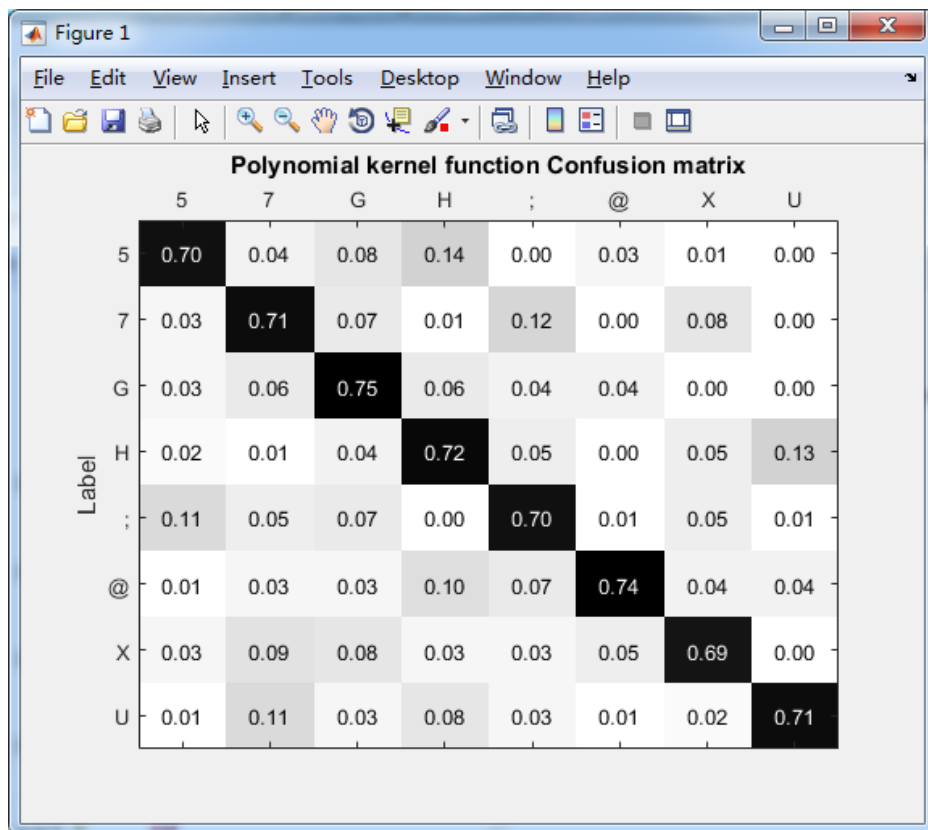 Figure 1
File Edit View Insert Tools Desktop Window Help
Polynomial kernel function Confusion matrix
5 7 G H ; @ X U
5 0.70 0.04 0.08 0.14 0.00 0.03 0.01 0.00
7 0.03 0.71 0.07 0.01 0.12 0.00 0.08 0.00
G 0.03 0.06 0.75 0.06 0.04 0.04 0.00 0.00
H 0.02 0.01 0.04 0.72 0.05 0.00 0.05 0.13
Label
; 0.11 0.05 0.07 0.00 0.70 0.01 0.05 0.01
@ 0.01 0.03 0.03 0.10 0.07 0.74 0.04 0.04
X 0.03 0.09 0.08 0.03 0.03 0.05 0.69 0.00
U 0.01 0.11 0.03 0.08 0.03 0.01 0.02 0.71